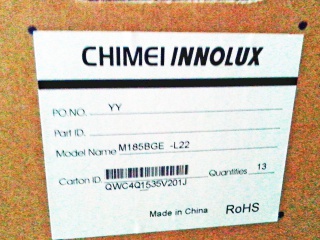 CHIMEI INNOLUX
PO NO. YY
Part ID.
Model Name M185BGE -L22
Carton ID QWC4Q1535V201J Quantities 13
Made in China RoHS